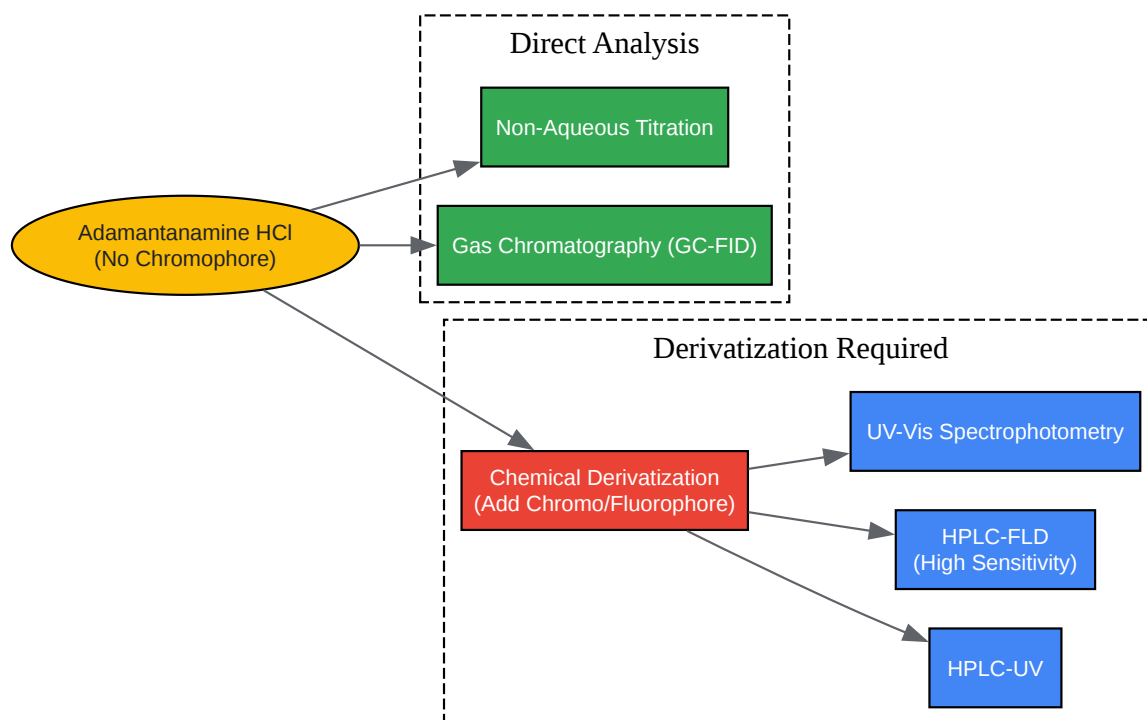 Direct Analysis
Non-Aqueous Titration
Adamantanamine HCl
(No Chromophore)
Gas Chromatography (GC-FID)
Derivatization Required
UV-Vis Spectrophotometry
Chemical Derivatization
(Add Chromo/Fluorophore)
HPLC-FLD
(High Sensitivity)
HPLC-UV